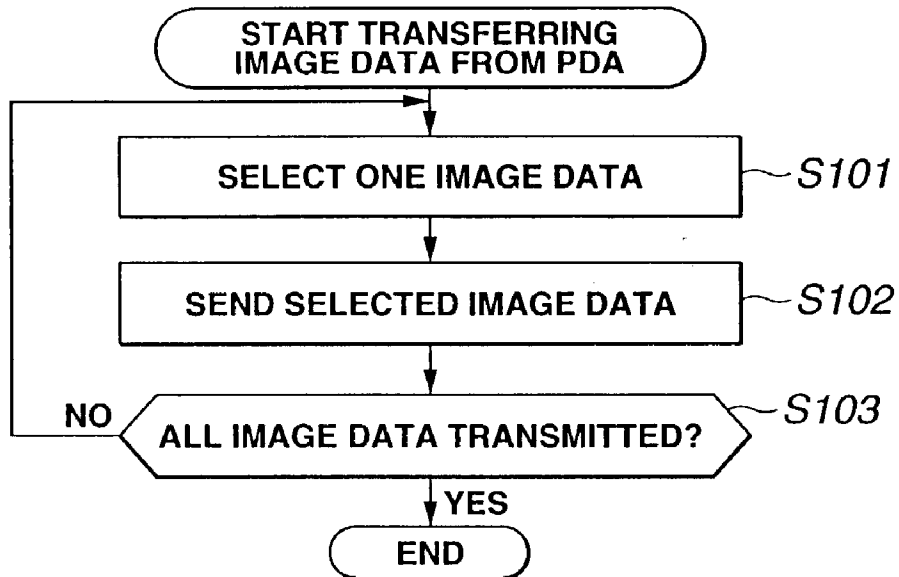 START TRANSFERRING
IMAGE DATA FROM PDA
SELECT ONE IMAGE DATA
S101
SEND SELECTED IMAGE DATA
S102
S103
NO
ALL IMAGE DATA TRANSMITTED?
YES
END